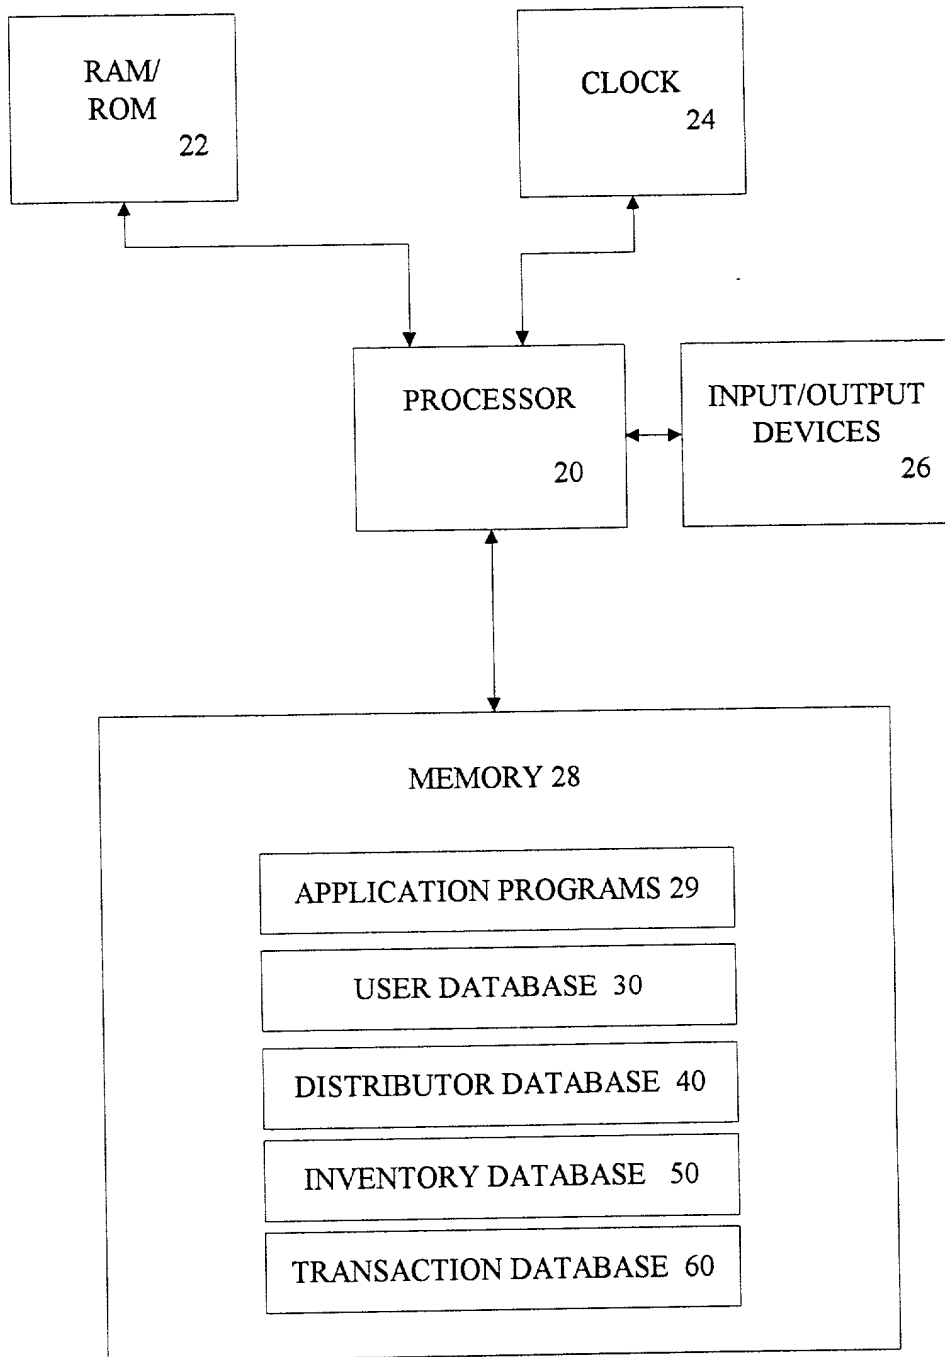 RAM/
ROM
22
CLOCK
24
PROCESSOR
20
INPUT/OUTPUT
DEVICES
26
MEMORY 28
APPLICATION PROGRAMS 29
USER DATABASE 30
DISTRIBUTOR DATABASE 40
INVENTORY DATABASE 50
TRANSACTION DATABASE 60